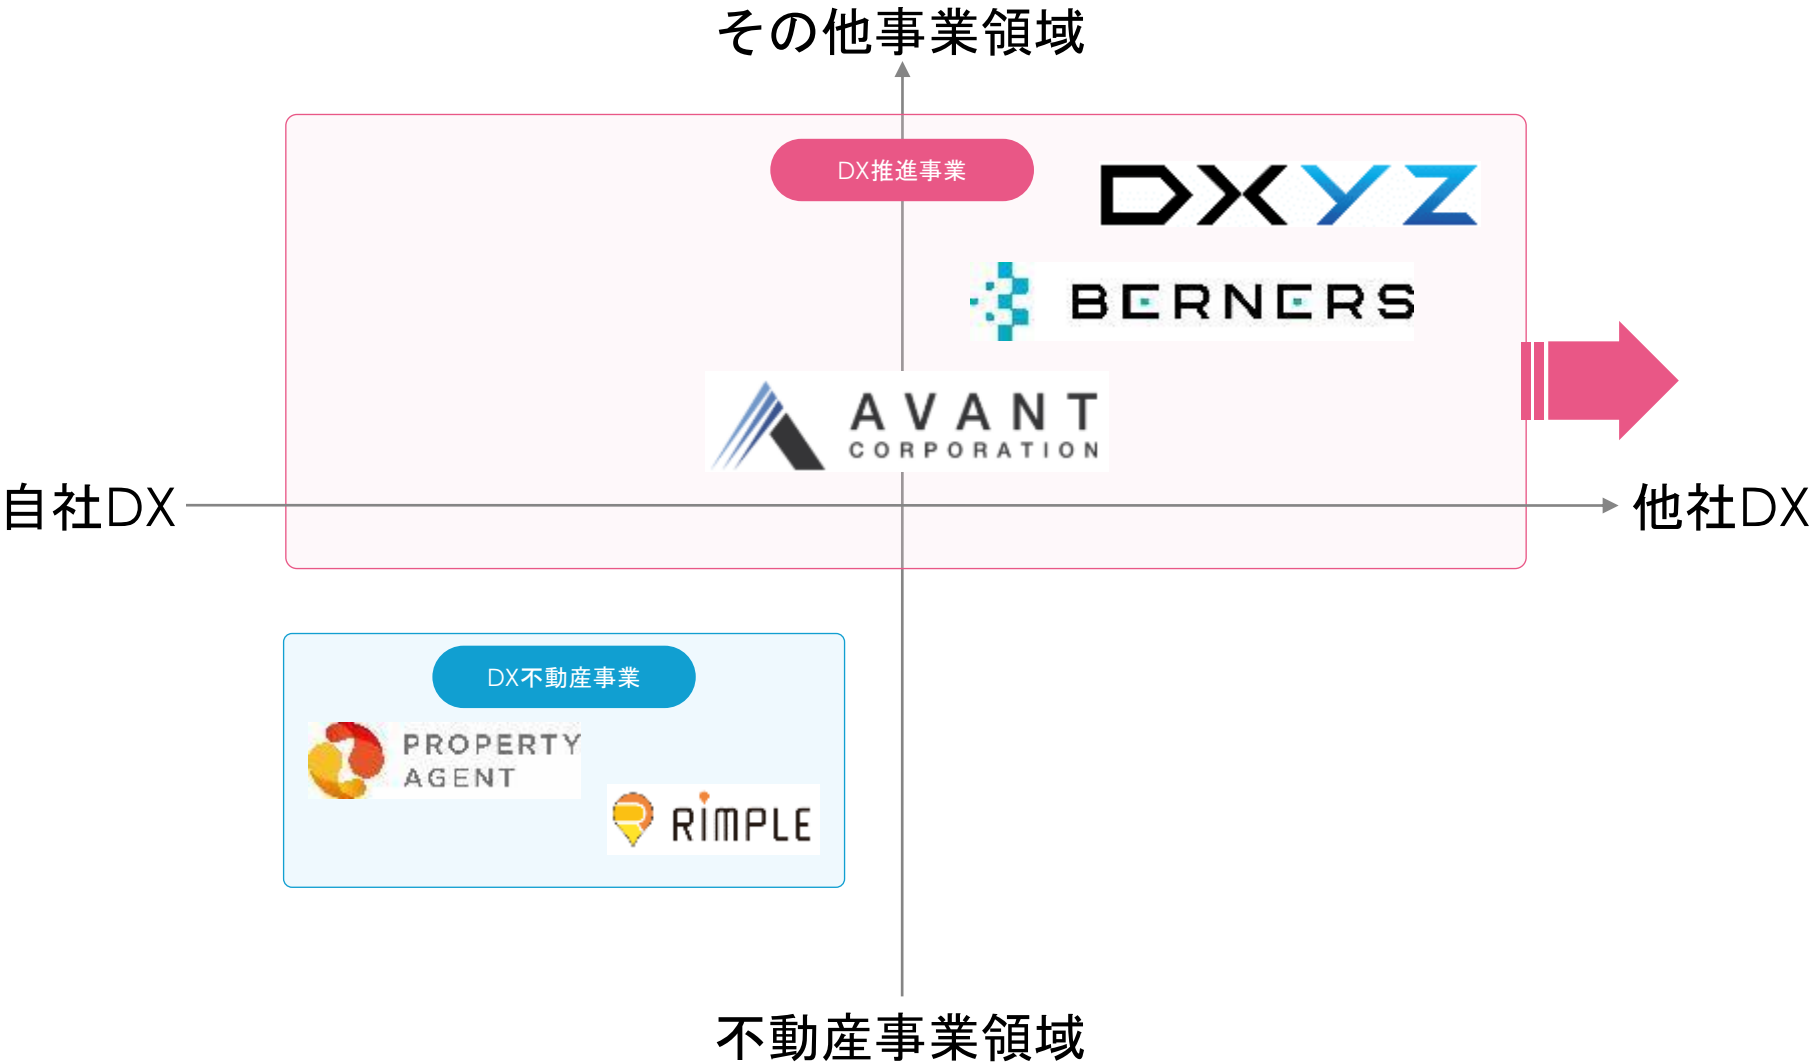 その他事業領域
DX推進事業
DXYZ
BERNERS
AVANT
CORPORATION
自社DX
他社DX
DX不動産事業
PROPERTY
AGENT
RIMPLE
不動産事業領域